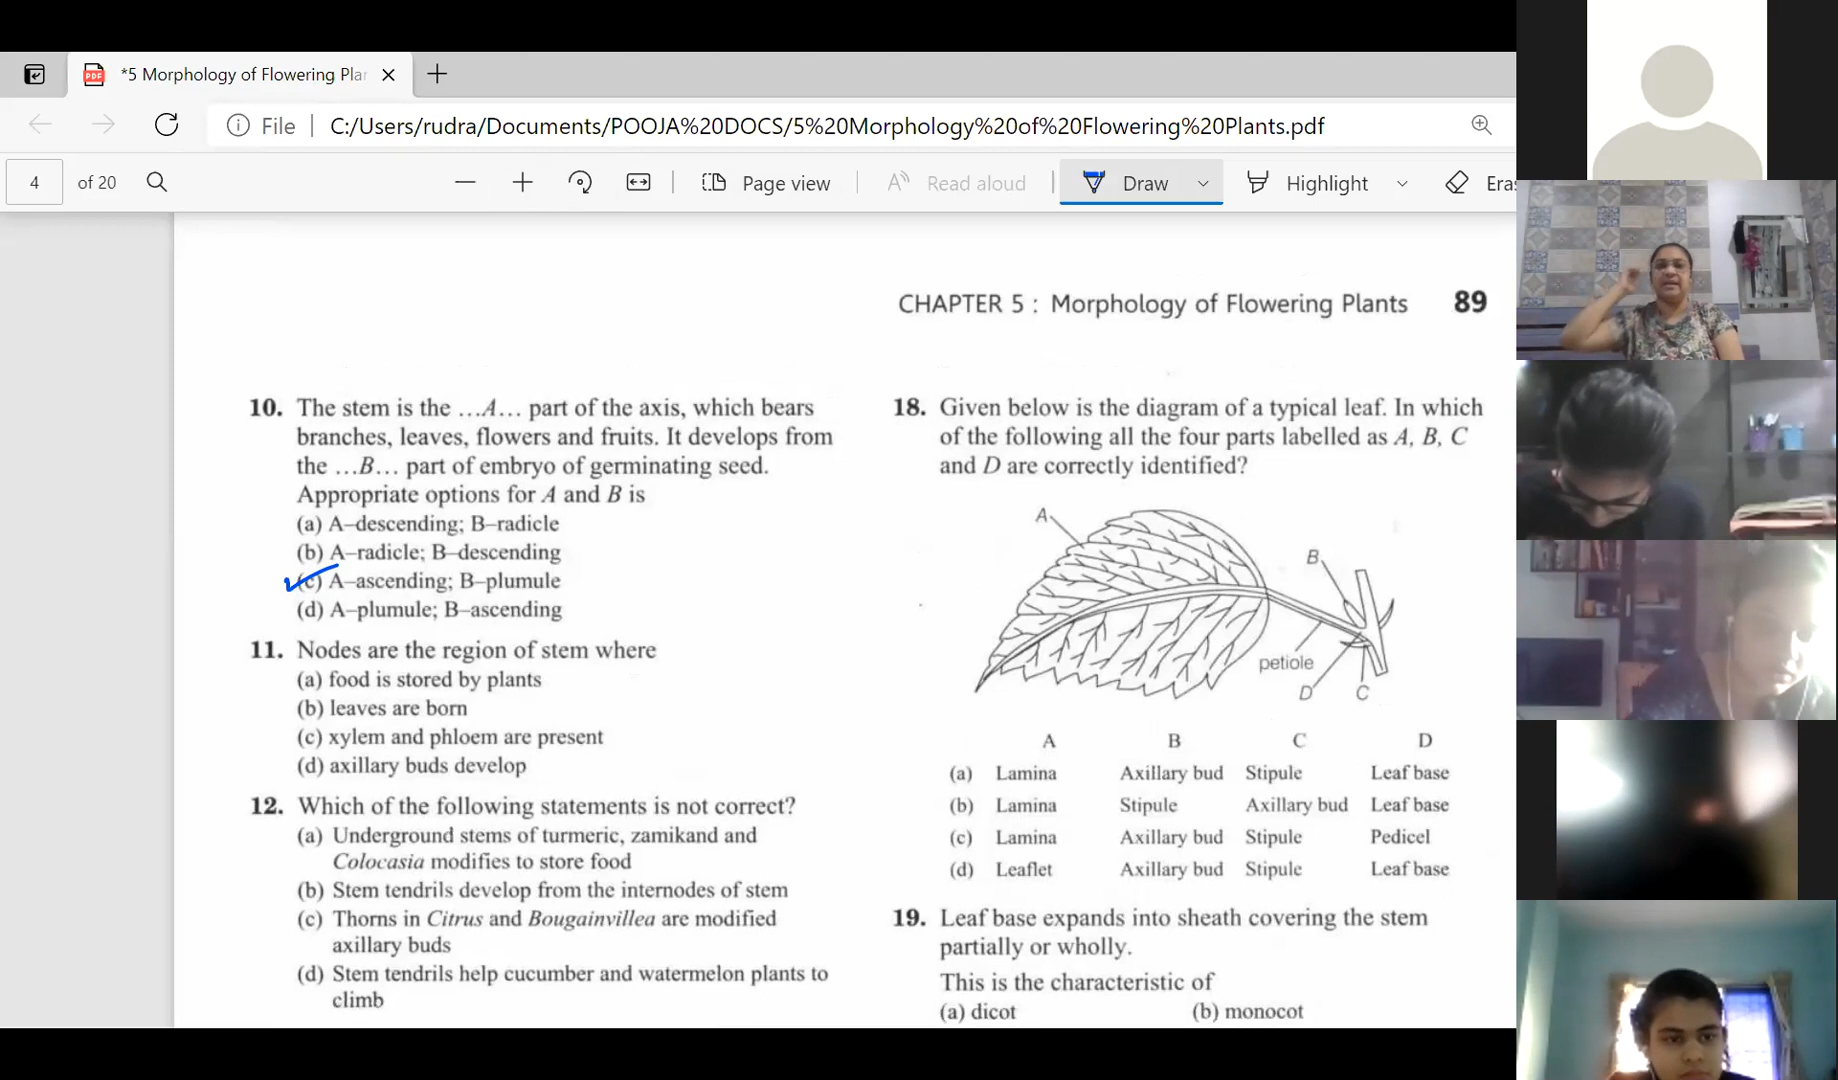 *5 Morphology of Flowering Pla
File
C:/Users/rudra/Documents/POOJA%20DOCS/5%20Morphology%20of%20Flowering%20Plants.pdf
4 of 20
Page view
Read aloud
Draw
Highlight
Eras
CHAPTER 5 : Morphology of Flowering Plants 89
10. The stem is the ...A... part of the axis, which bears
branches, leaves, flowers and fruits. It develops from
the ...B... part of embryo of germinating seed.
Appropriate options for A and B is
(a) A–descending; B–radicle
(b) A–radicle; B–descending
(c) A–ascending; B–plumule
(d) A–plumule; B–ascending
11. Nodes are the region of stem where
(a) food is stored by plants
(b) leaves are born
(c) xylem and phloem are present
(d) axillary buds develop
12. Which of the following statements is not correct?
(a) Underground stems of turmeric, zamikand and
Colocasia modifies to store food
(b) Stem tendrils develop from the internodes of stem
(c) Thorns in Citrus and Bougainvillea are modified
axillary buds
(d) Stem tendrils help cucumber and watermelon plants to
climb
18. Given below is the diagram of a typical leaf. In which
of the following all the four parts labelled as A, B, C
and D are correctly identified?
A
B
petiole
D
C
A B C D
(a) Lamina Axillary bud Stipule Leaf base
(b) Lamina Stipule Axillary bud Leaf base
(c) Lamina Axillary bud Stipule Pedicel
(d) Leaflet Axillary bud Stipule Leaf base
19. Leaf base expands into sheath covering the stem
partially or wholly.
This is the characteristic of
(a) dicot (b) monocot